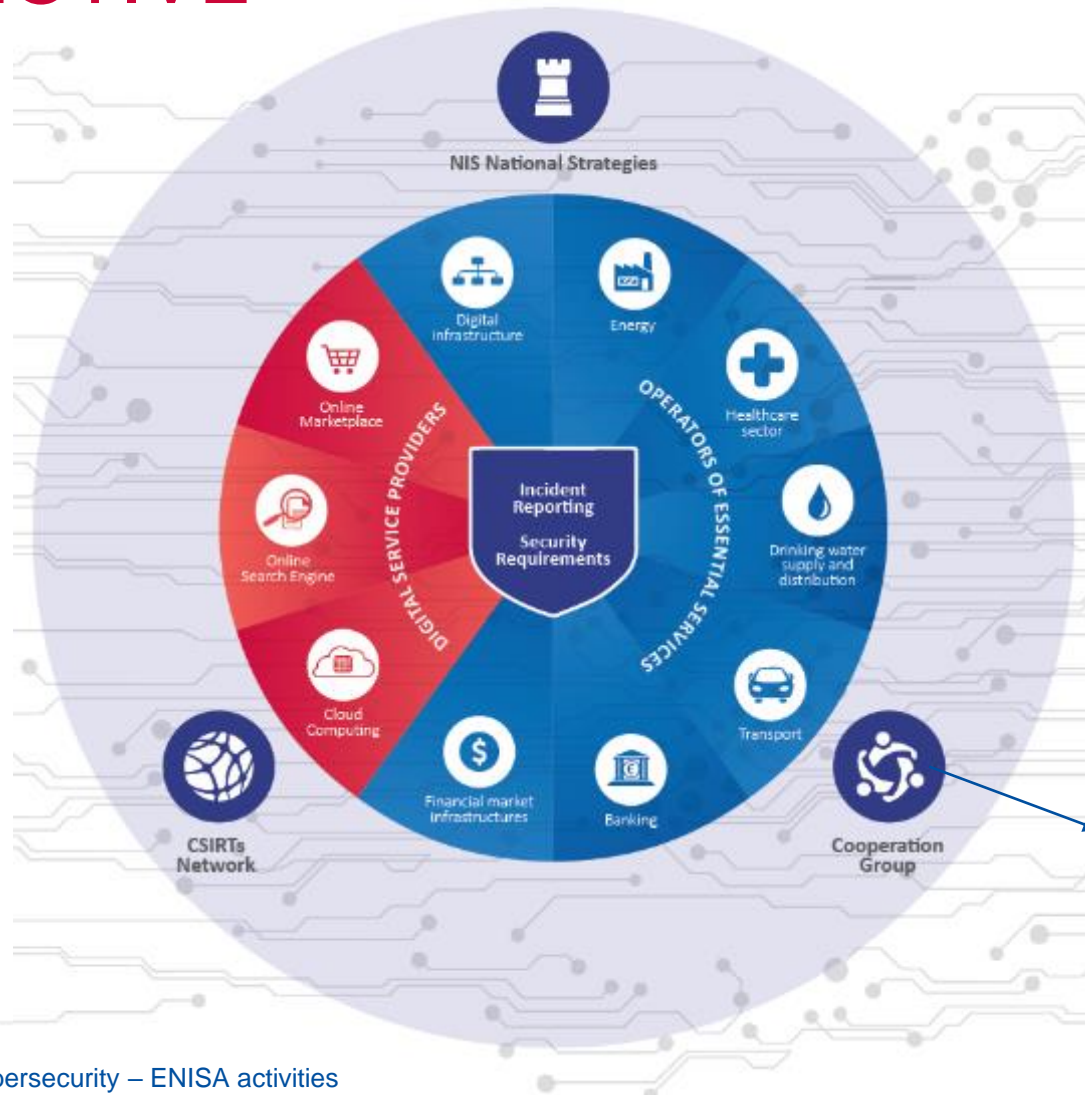 NIS National Strategies
Digital
infrastructure
Energy
Online
Marketplace
Healthcare
sector
DIGITAL SERVICE PROVIDERS
OPERATORS OF ESSENTIAL SERVICES
Incident
Reporting
Security
Requirements
Online
Search Engine
Drinking water
supply and
distribution
Cloud
Computing
Transport
$
Financial market
infrastructures
€
Banking
CSIRTs
Network
Cooperation
Group
– ENISA activities